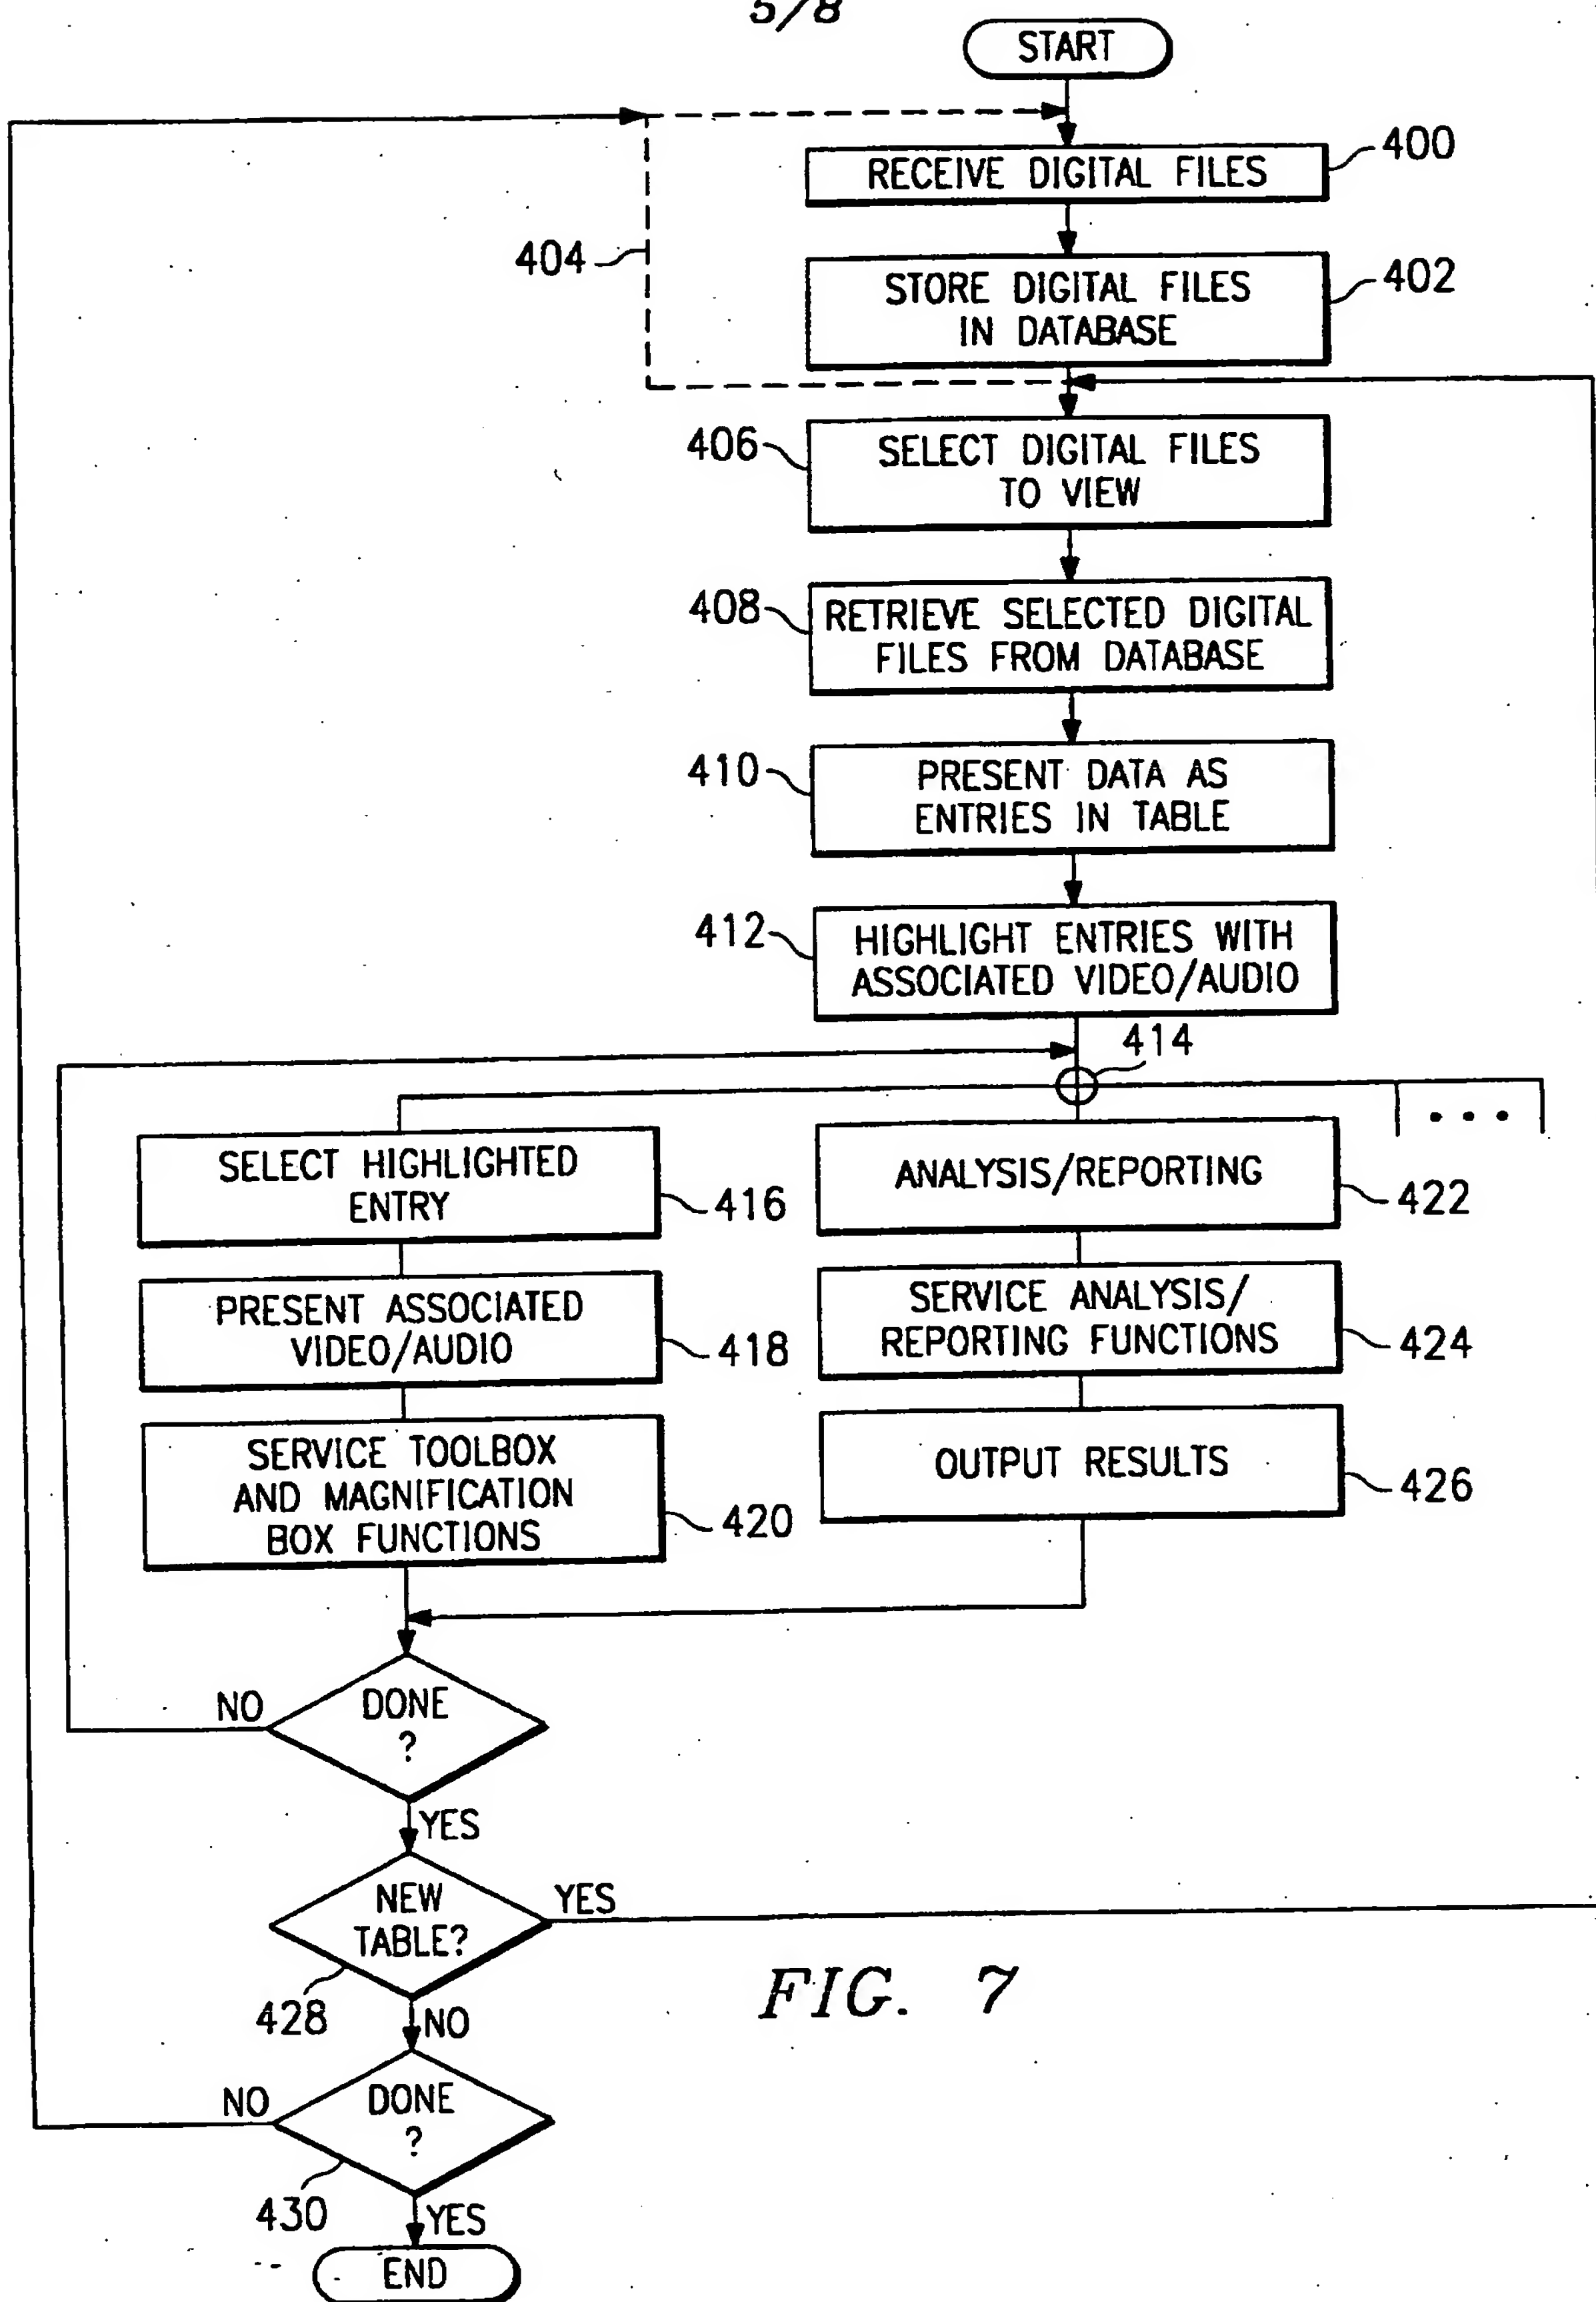 5/8
START
RECEIVE DIGITAL FILES
400
404
STORE DIGITAL FILES
IN DATABASE
402
406
SELECT DIGITAL FILES
TO VIEW
408
RETRIEVE SELECTED DIGITAL
FILES FROM DATABASE
410
PRESENT DATA AS
ENTRIES IN TABLE
412
HIGHLIGHT ENTRIES WITH
ASSOCIATED VIDEO/AUDIO
414
...
SELECT HIGHLIGHTED
ENTRY
416
ANALYSIS/REPORTING
422
PRESENT ASSOCIATED
VIDEO/AUDIO
418
SERVICE ANALYSIS/
REPORTING FUNCTIONS
424
SERVICE TOOLBOX
AND MAGNIFICATION
BOX FUNCTIONS
420
OUTPUT RESULTS
426
NO
DONE
?
YES
NEW
TABLE?
YES
428
NO
FIG. 7
NO
DONE
?
430
YES
END